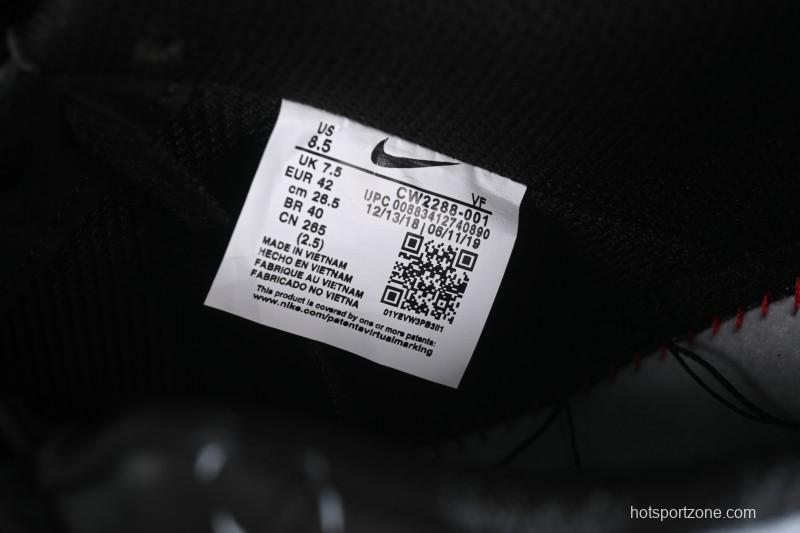 US
8.5
UK 7.5
EUR 42
cm 26.5
BR 40
CN 265
(2.5)
VF
CW2288-001
UPC 00883412740890
12/13/18 | 06/11/19
MADE IN VIETNAM
HECHO EN VIETNAM
FABRIQUE AU VIETNAM
FABRICADO NO VIETNA
01YEVW3PB3II1
This product is covered by one or more patents:
www.nike.com/patentsvirtualmarking
hotsportzone.com